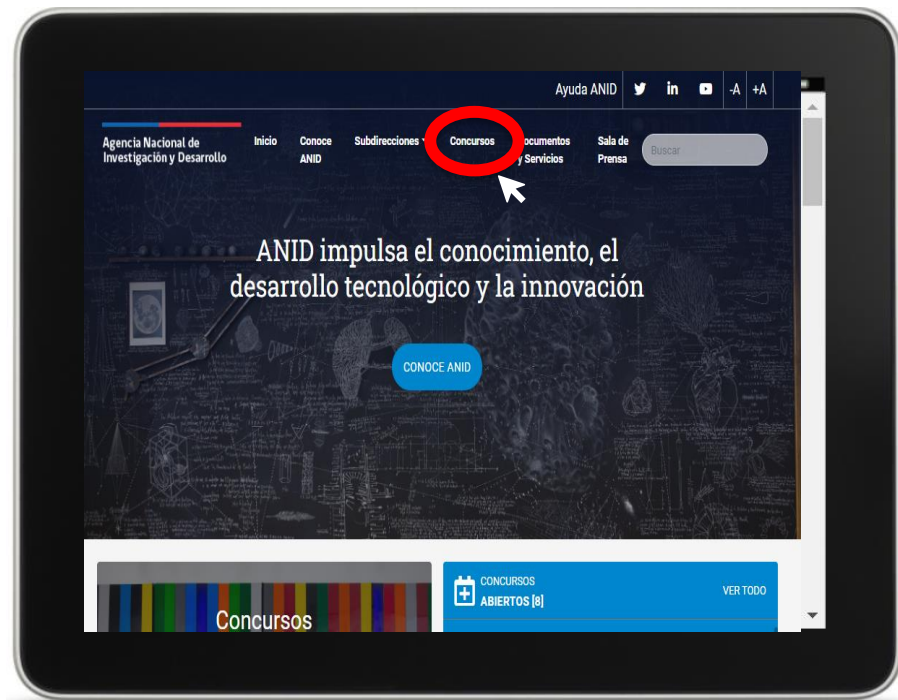 Ayuda ANID
-A +A
Agencia Nacional de
Investigación y Desarrollo
Inicio
Conoce
ANID
Subdirecciones
Concursos
ocumentos
y Servicios
Sala de
Prensa
Buscar
ANID impulsa el conocimiento, el
desarrollo tecnológico y la innovación
CONOCE ANID
Concursos
CONCURSOS
ABIERTOS [8]
VER TODO